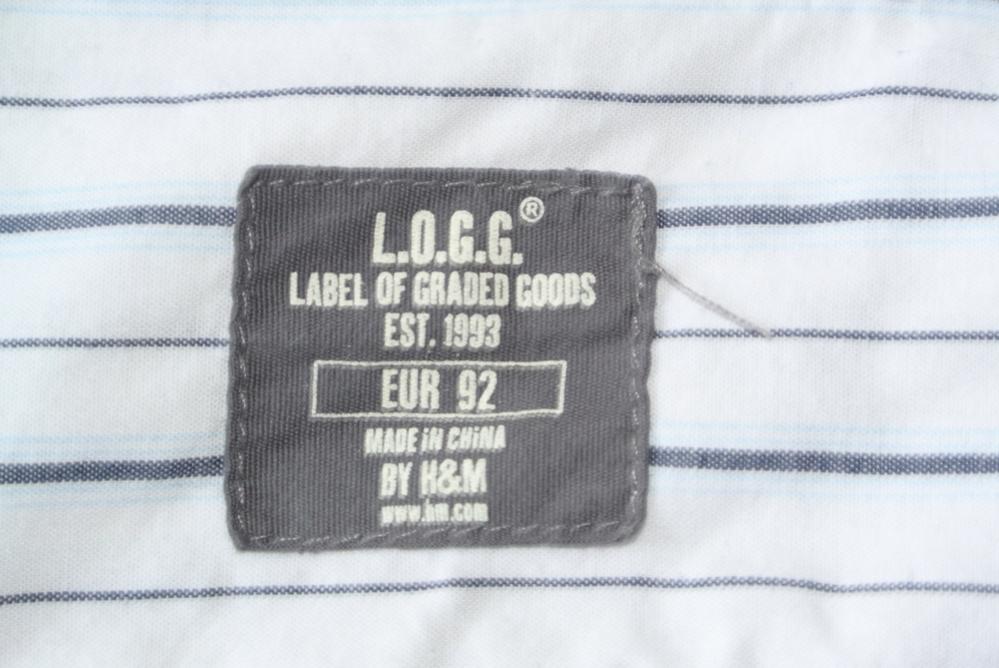 L.O.G.G.®
LABEL OF GRADED GOODS
EST. 1993
EUR 92
MADE IN CHINA
BY H&M
www.hm.com